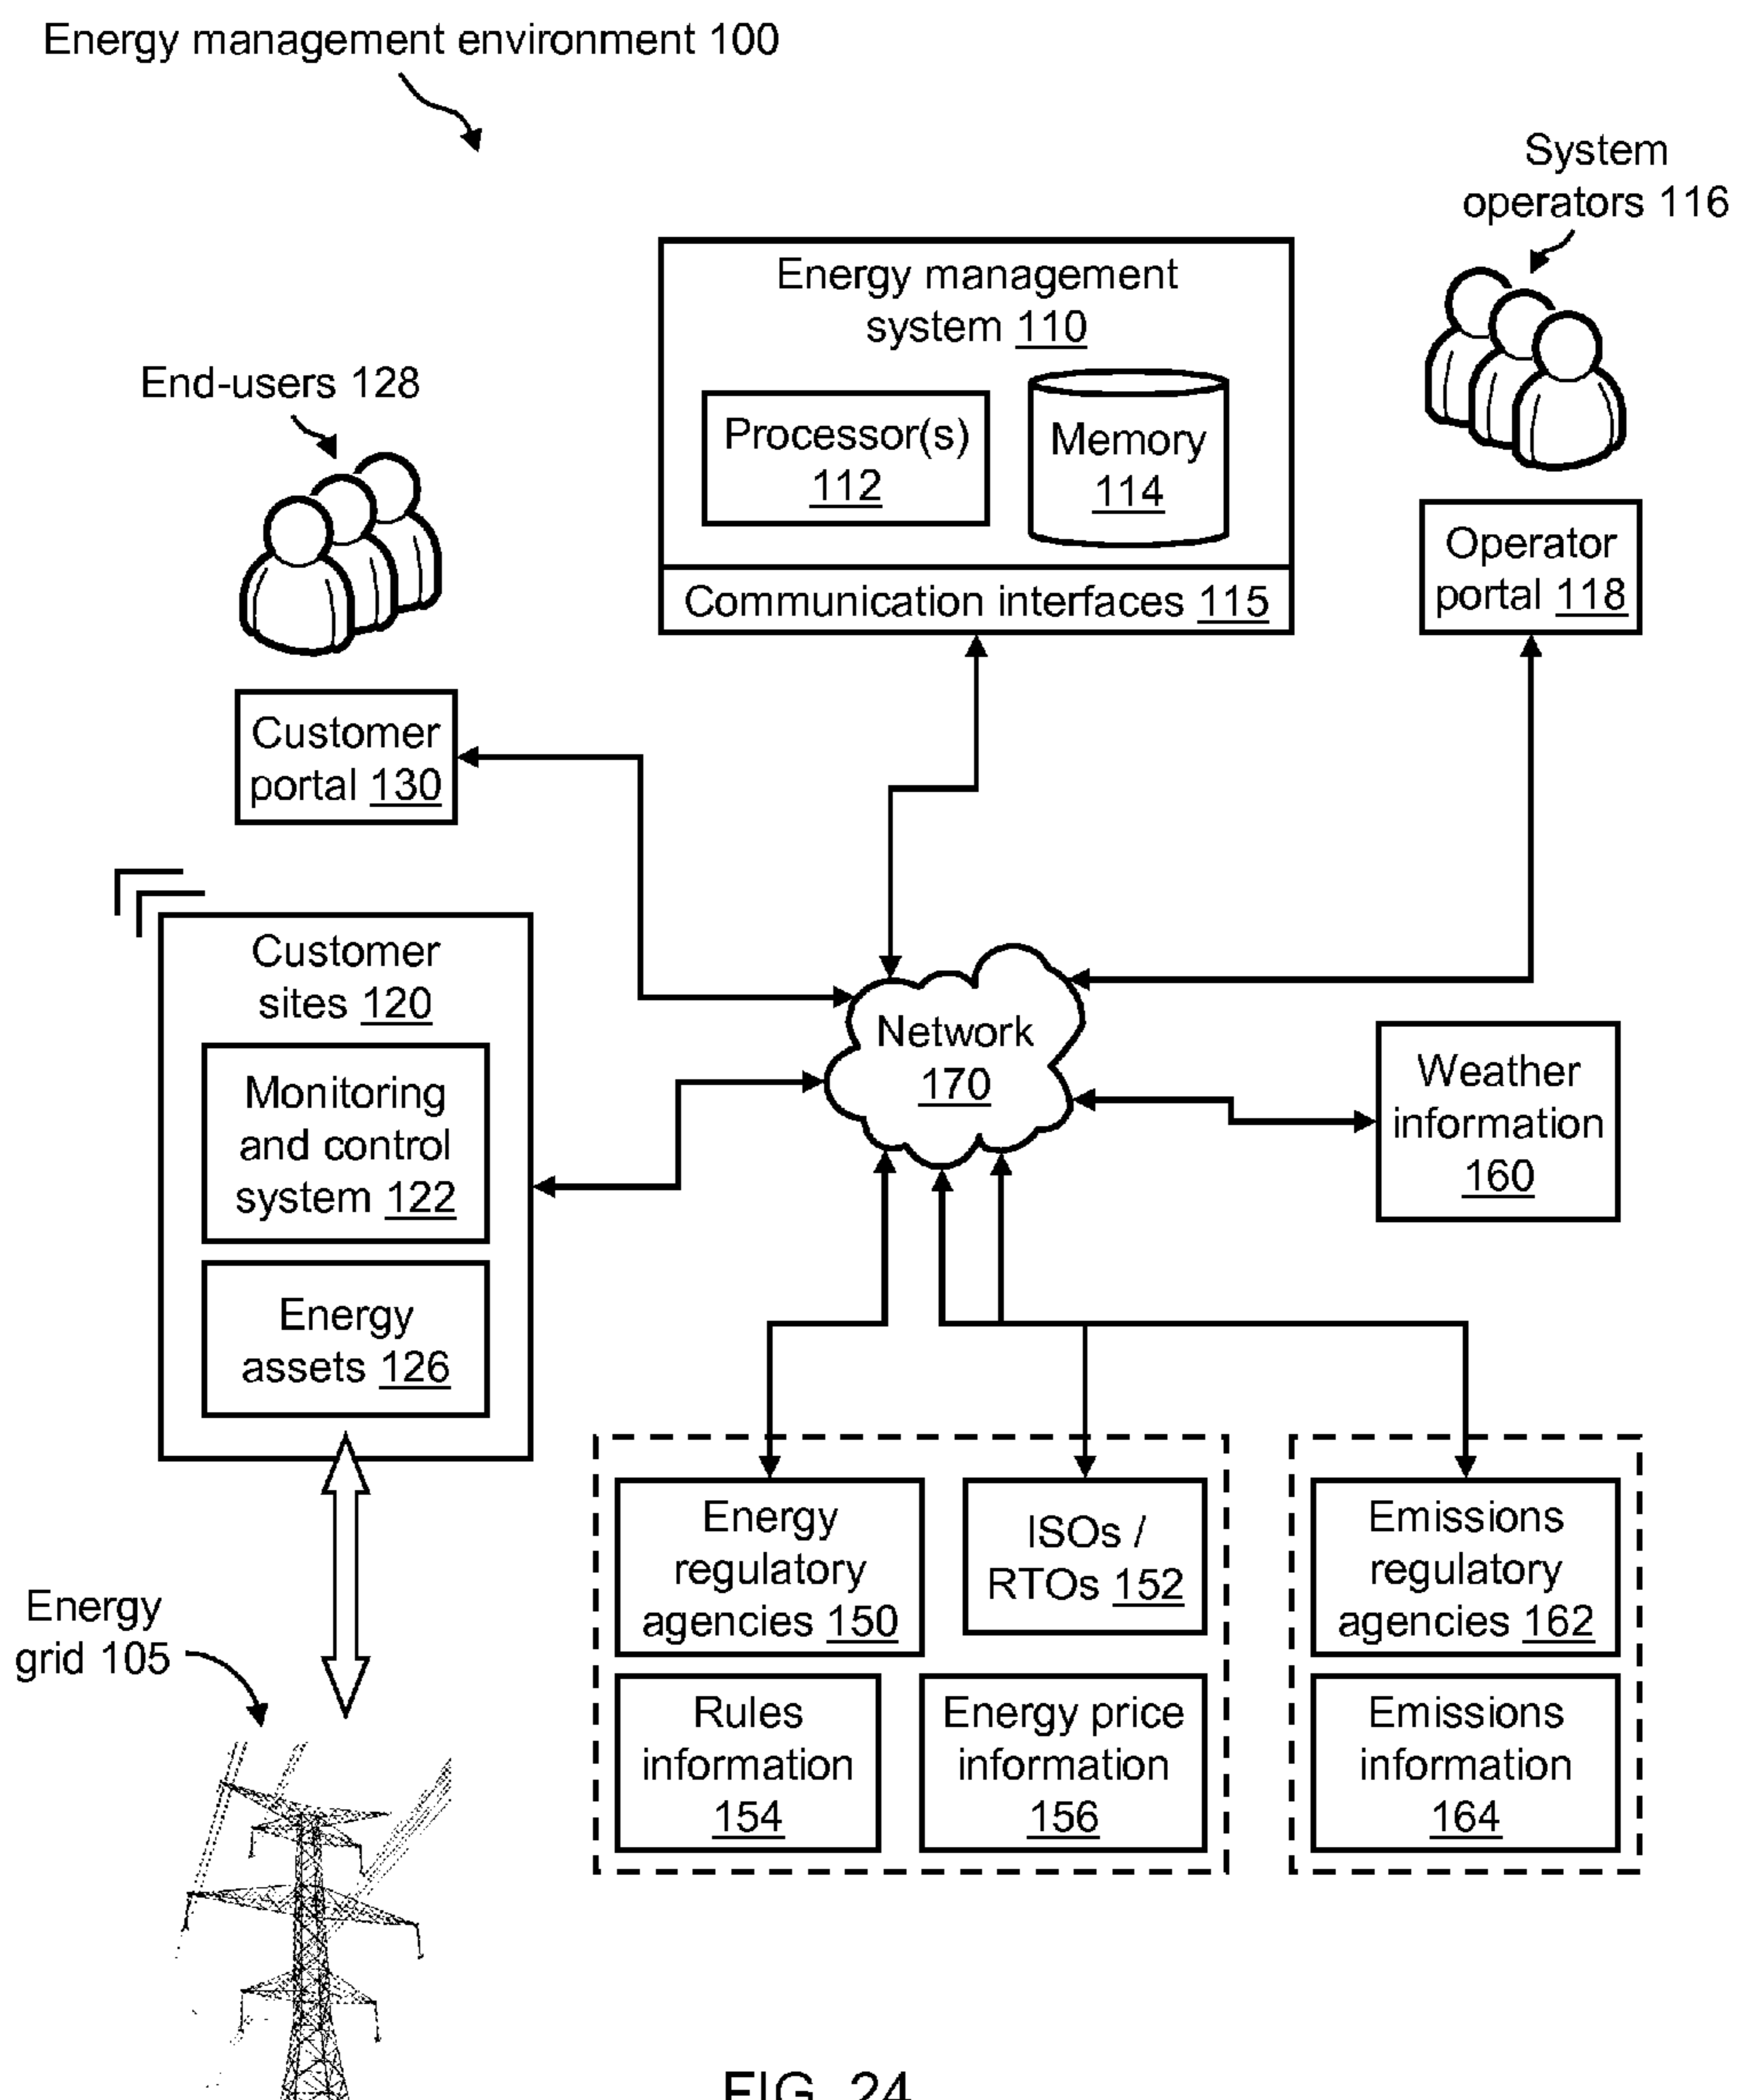 Energy management environment 100
System
operators 116
Energy management
system 110
End-users 128
Processor(s)
112
Memory
114
Operator
portal 118
Communication interfaces 115
Customer
portal 130
Customer
sites 120
Network
170
Weather
information
160
Monitoring
and control
system 122
Energy
assets 126
Energy
regulatory
agencies 150
ISOs /
RTOs 152
Emissions
regulatory
agencies 162
Energy
grid 105
Rules
information
154
Energy price
information
156
Emissions
information
164
FIG. 24